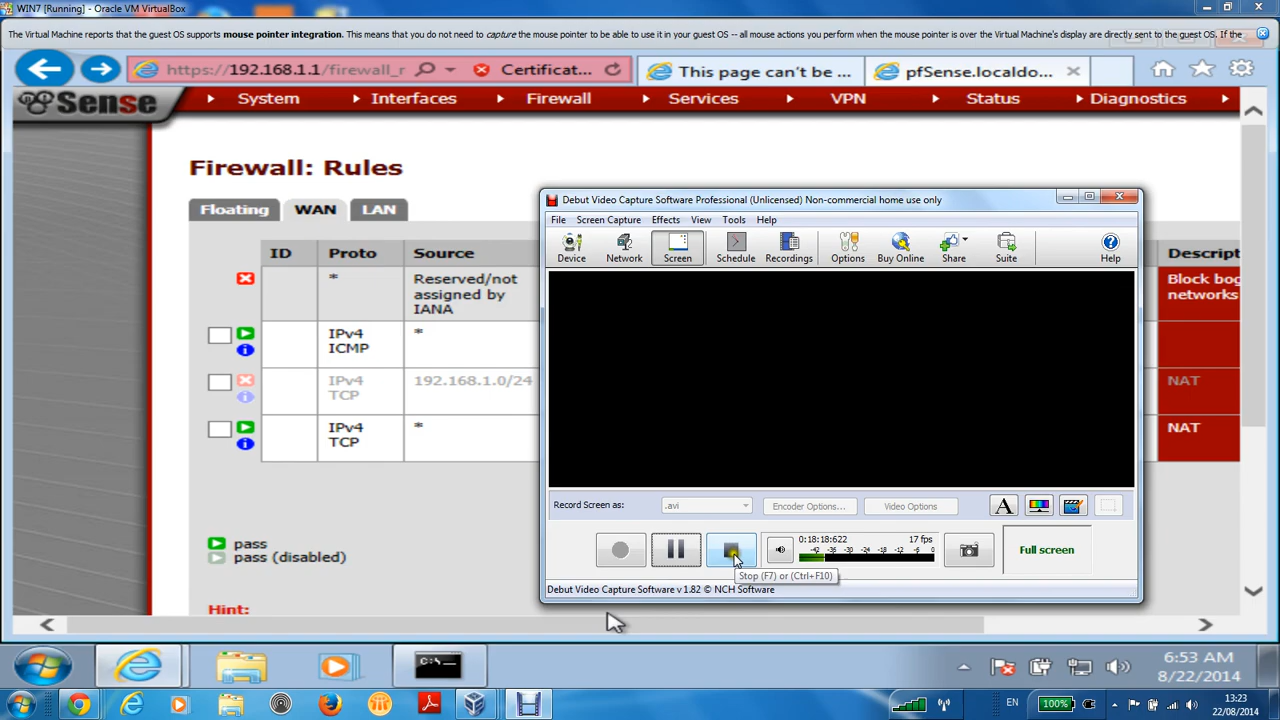 WIN7 [Running] - Oracle VM VirtualBox
The Virtual Machine reports that the guest OS supports mouse pointer integration. This means that you do not need to capture the mouse pointer to be able to use it in your guest OS -- all mouse actions you perform when the mouse pointer is over the Virtual Machine's display are directly sent to the guest OS. If the
https://192.168.1.1/firewall_r Certificat... This page can't be ... pfSense.localdo...
Sense System Interfaces Firewall Services VPN Status Diagnostics
Firewall: Rules
Floating WAN LAN
ID Proto Source Descript
* Reserved/not assigned by IANA Block bog networks
IPv4 ICMP *
IPv4 TCP 192.168.1.0/24 NAT
IPv4 TCP * NAT
pass
pass (disabled)
Hint:
Debut Video Capture Software Professional (Unlicensed) Non-commercial home use only
File Screen Capture Effects View Tools Help
Device Network Screen Schedule Recordings Options Buy Online Share Suite Help
Record Screen as: .avi Encoder Options... Video Options A
0:18:18:622 17 fps
-42 -36 -30 -24 -18 -12 -6 0
Full screen
Stop (F7) or (Ctrl+F10)
Debut Video Capture Software v 1.82 © NCH Software
C:\
6:53 AM
8/22/2014
EN 100% 13:23
22/08/2014